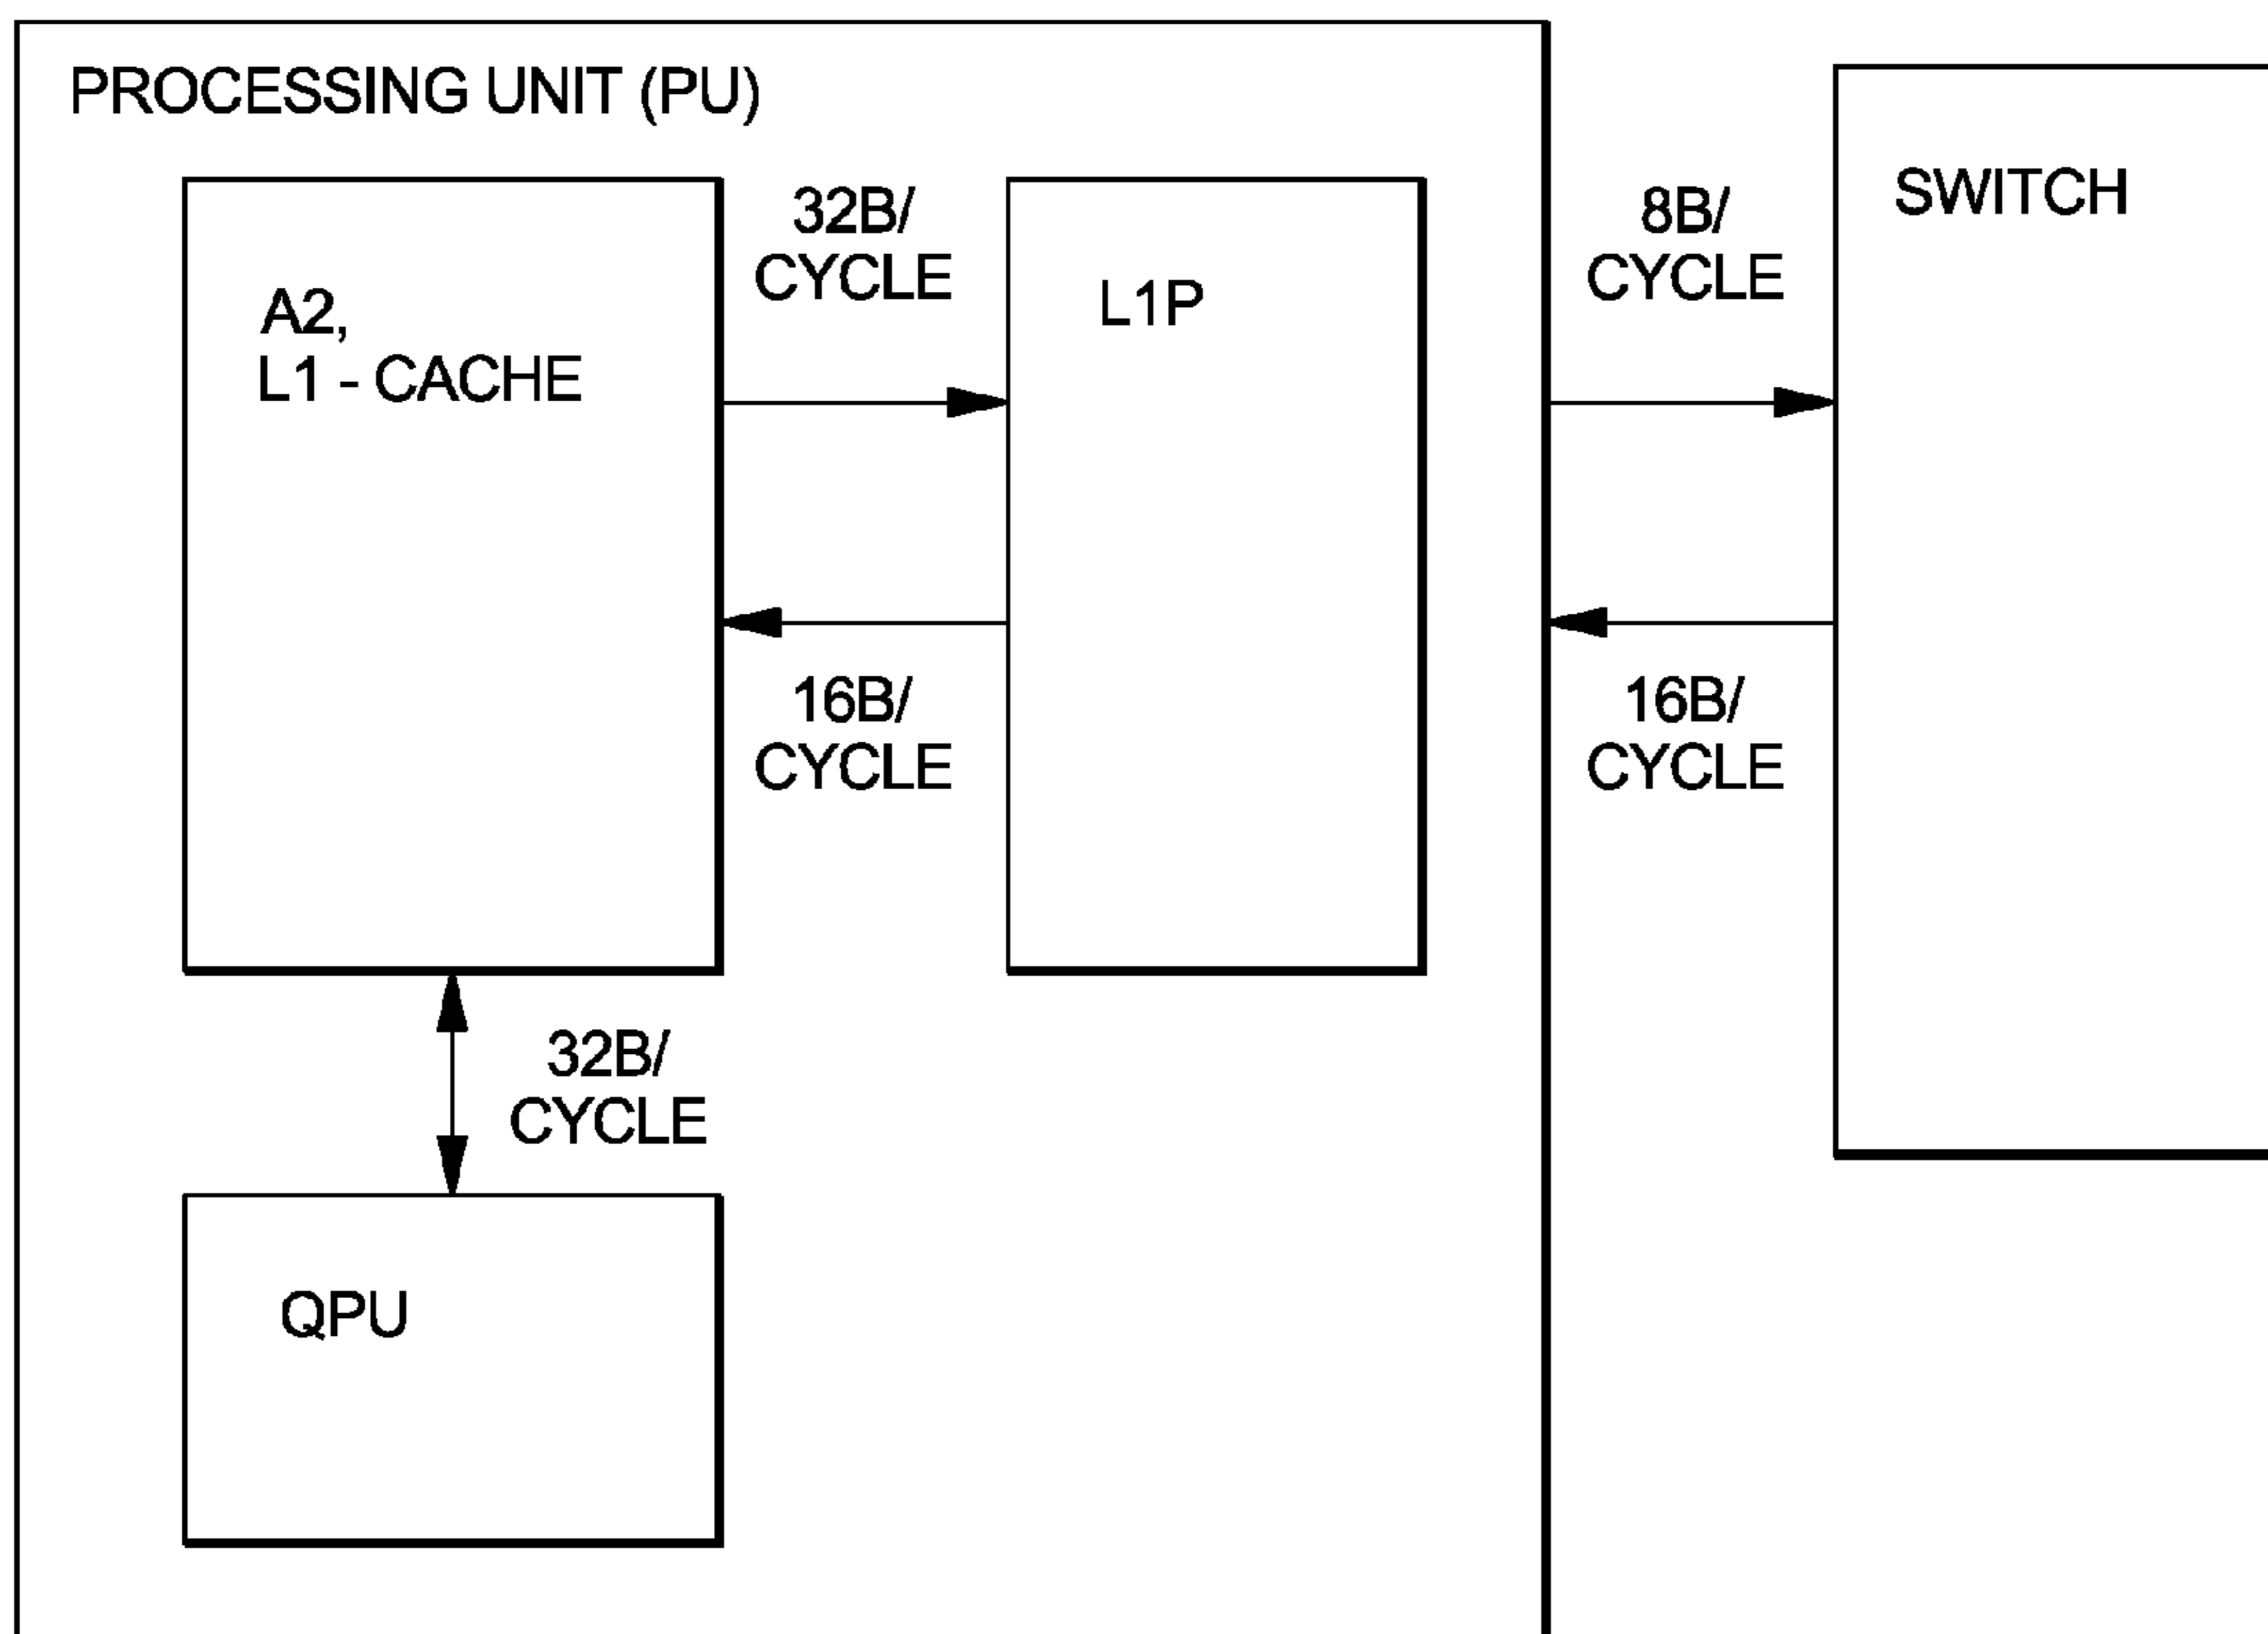 PROCESSING UNIT (PU)
A2,
L1 - CACHE
32B/
CYCLE
L1P
8B/
CYCLE
SWITCH
16B/
CYCLE
16B/
CYCLE
32B/
CYCLE
QPU